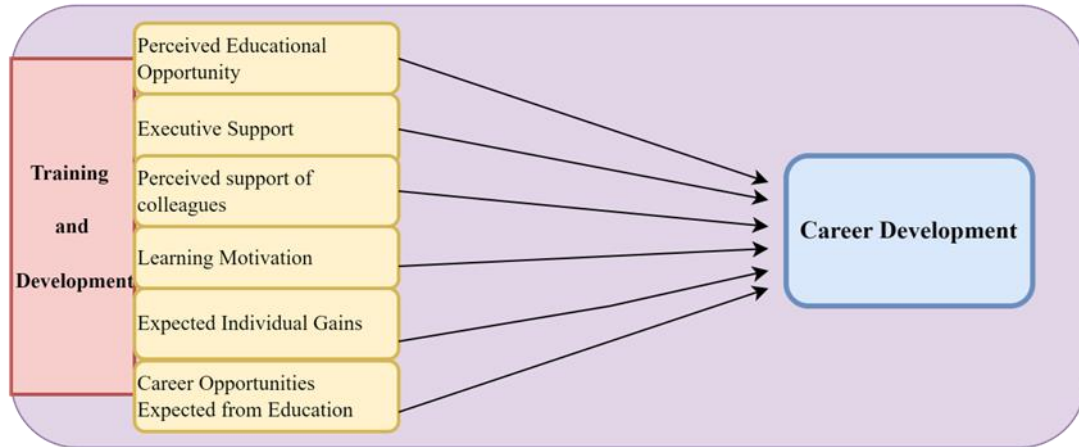 Training
and
Development
Perceived Educational
Opportunity
Executive Support
Perceived support of
colleagues
Learning Motivation
Expected Individual Gains
Career Opportunities
Expected from Education
Career Development